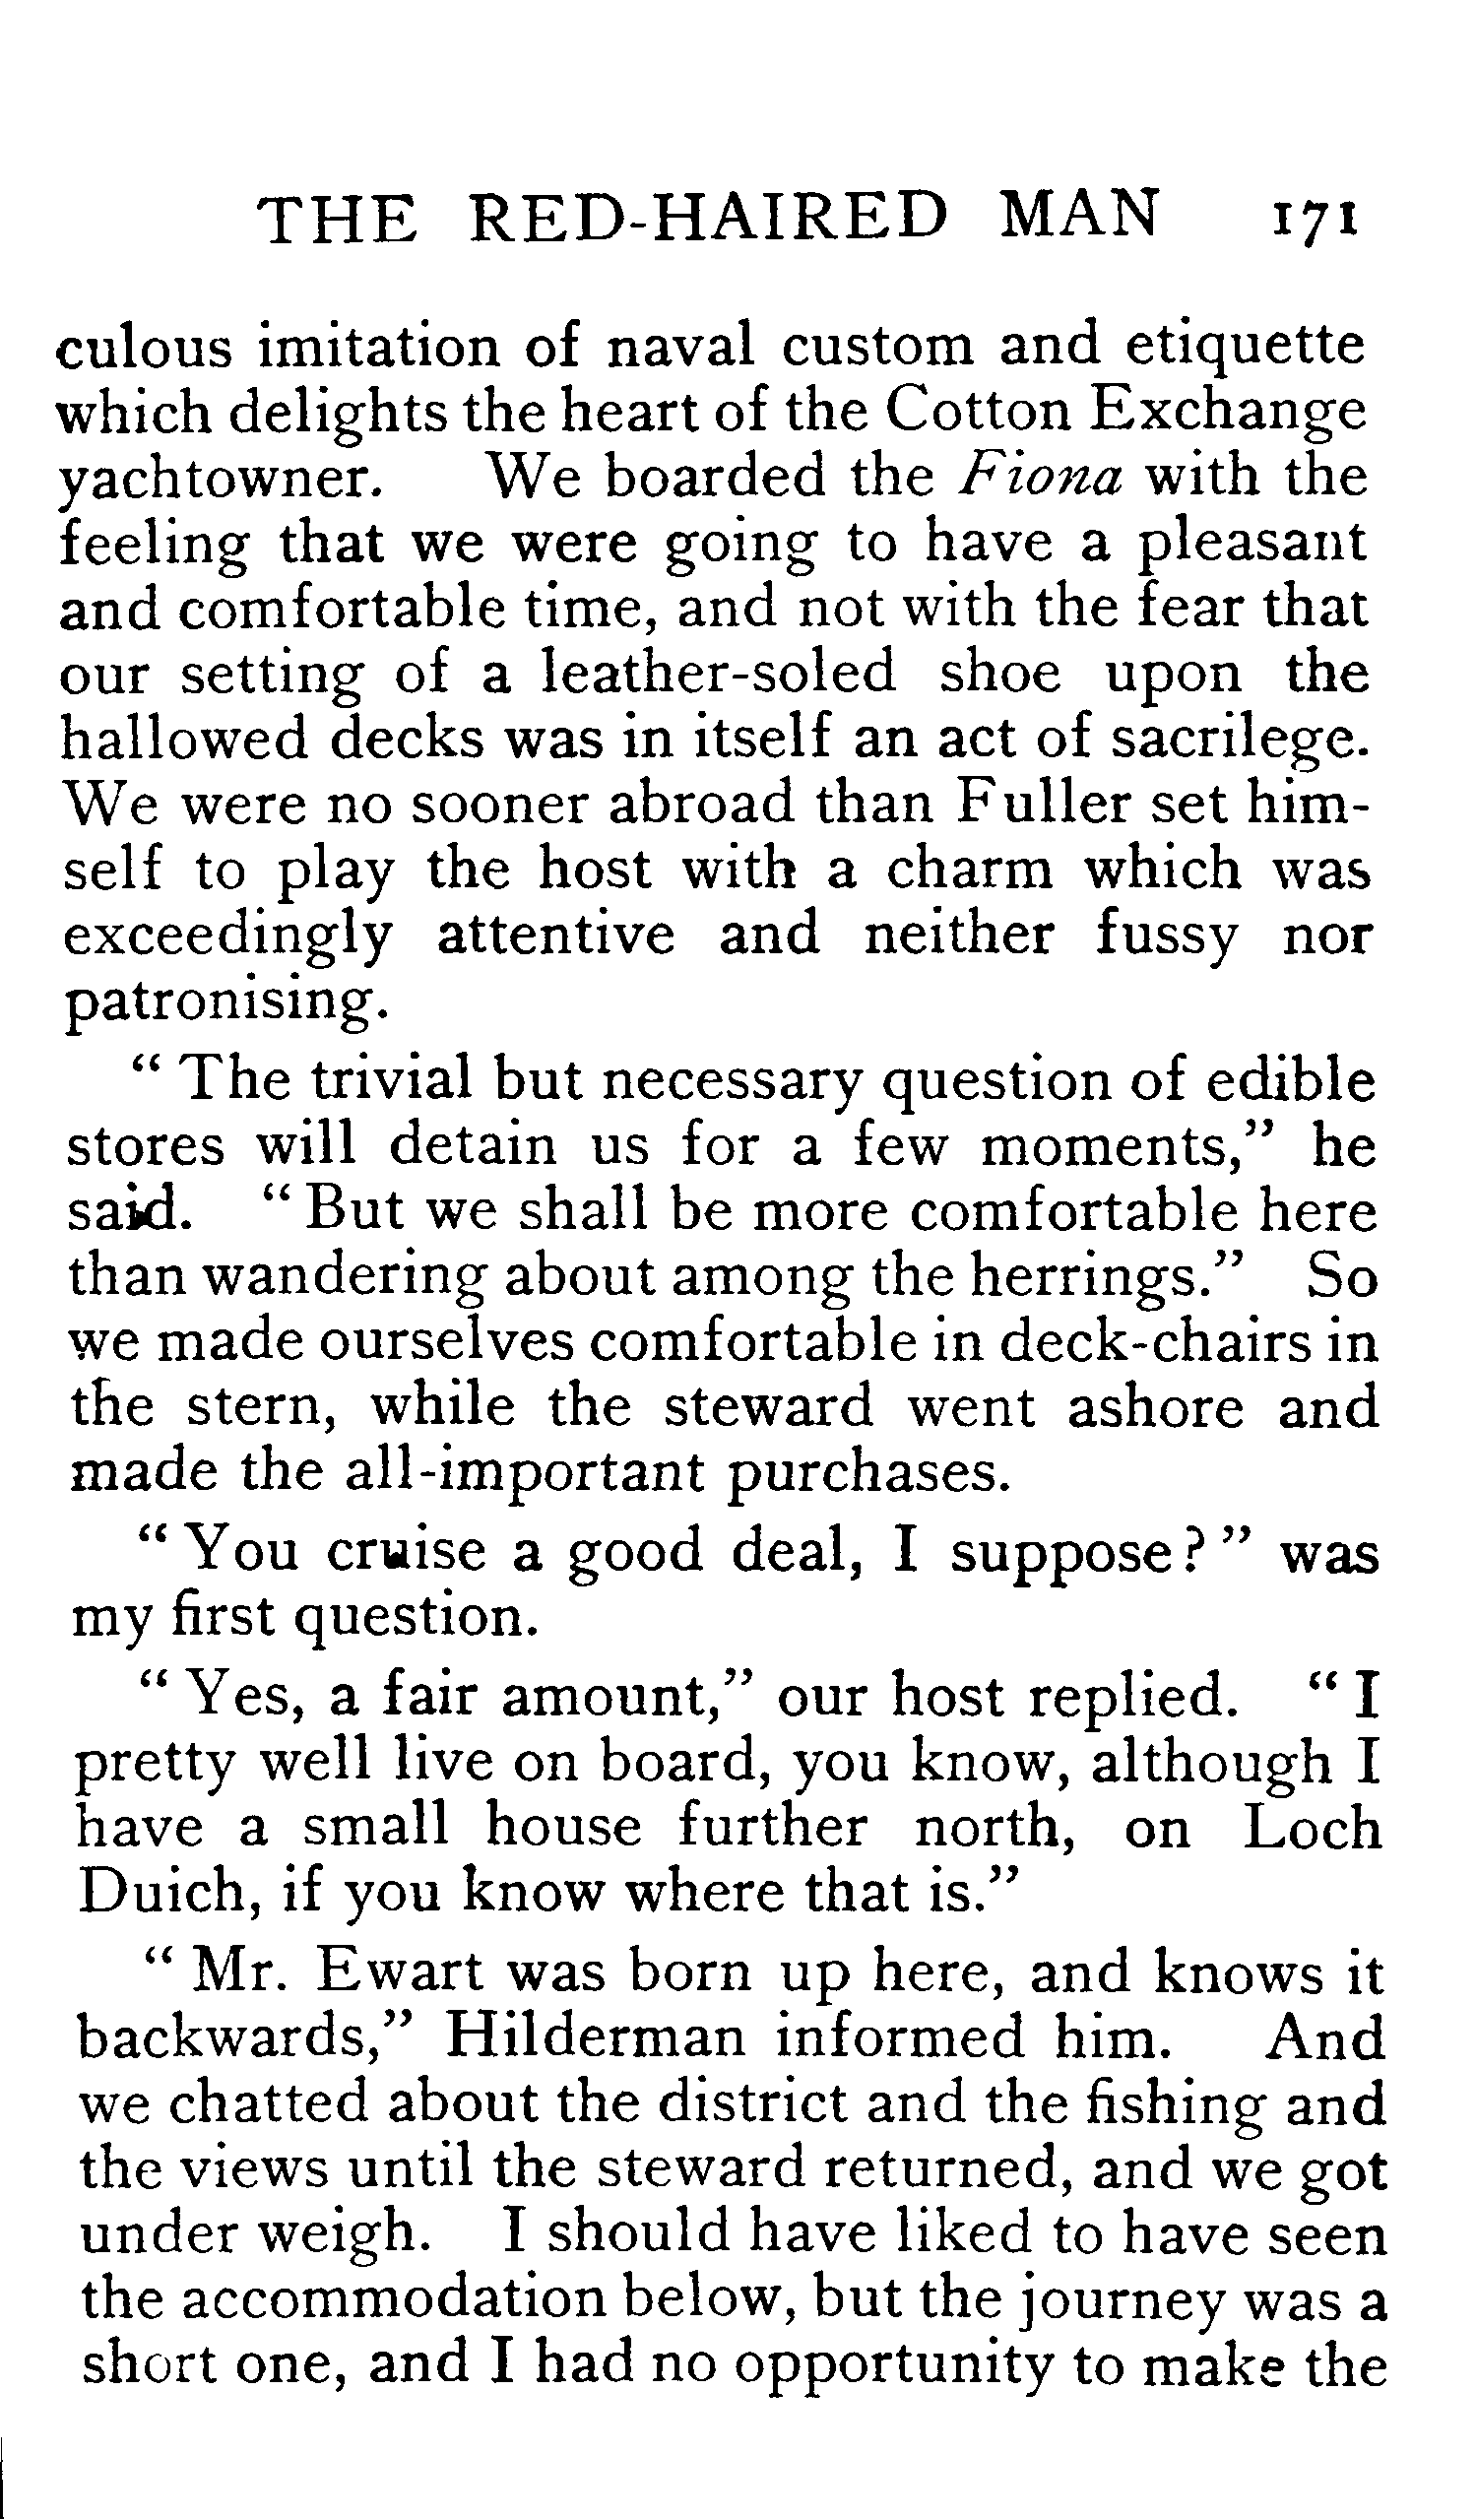 THE RED-HAIRED MAN 171
culous imitation of naval custom and etiquette
which delights the heart of the Cotton Exchange
yachtowner. We boarded the Fiona with the
feeling that we were going to have a pleasant
and comfortable time, and not with the fear that
our setting of a leather-soled shoe upon the
hallowed decks was in itself an act of sacrilege.
We were no sooner abroad than Fuller set him-
self to play the host with a charm which was
exceedingly attentive and neither fussy nor
patronising.
“ The trivial but necessary question of edible
stores will detain us for a few moments,” he
said. “ But we shall be more comfortable here
than wandering about among the herrings.” So
we made ourselves comfortable in deck-chairs in
the stern, while the steward went ashore and
made the all-important purchases.
“ You cruise a good deal, I suppose ? ” was
my first question.
“ Yes, a fair amount,” our host replied. “ I
pretty well live on board, you know, although I
have a small house further north, on Loch
Duich, if you know where that is.”
“ Mr. Ewart was born up here, and knows it
backwards,” Hilderman informed him. And
we chatted about the district and the fishing and
the views until the steward returned, and we got
under weigh. I should have liked to have seen
the accommodation below, but the journey was a
short one, and I had no opportunity to make the